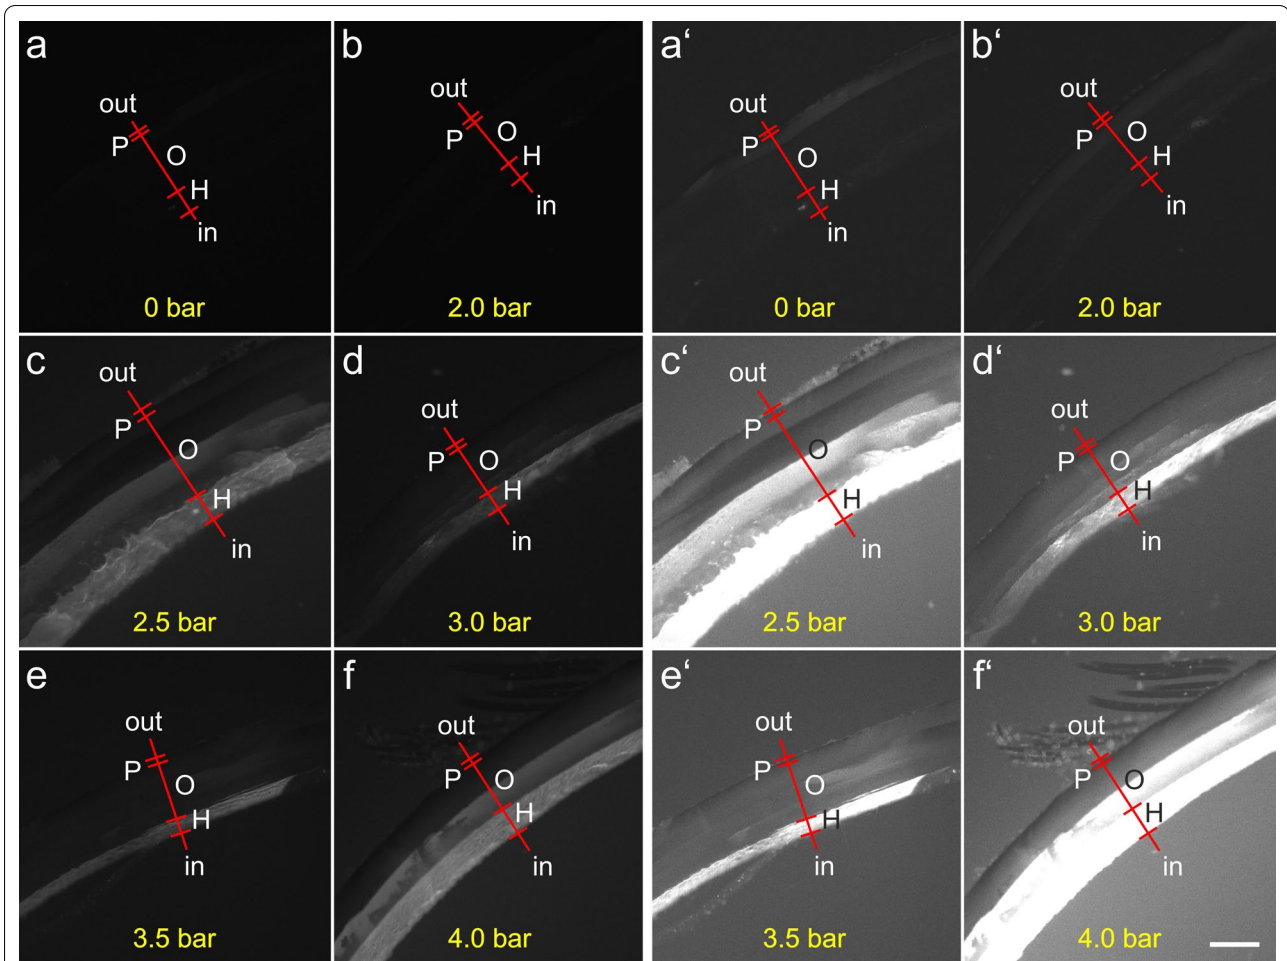 a
out
P
O
H
in
0 bar
b
out
P
O
H
in
2.0 bar
a‘
out
P
O
H
in
0 bar
b‘
out
P
O
H
in
2.0 bar
c
out
P
O
H
in
2.5 bar
d
out
P
O
H
in
3.0 bar
c‘
out
P
O
H
in
2.5 bar
d‘
out
P
O
H
in
3.0 bar
e
out
P
O
H
in
3.5 bar
f
out
P
O
H
in
4.0 bar
e‘
out
P
O
H
in
3.5 bar
f‘
out
P
O
H
in
4.0 bar